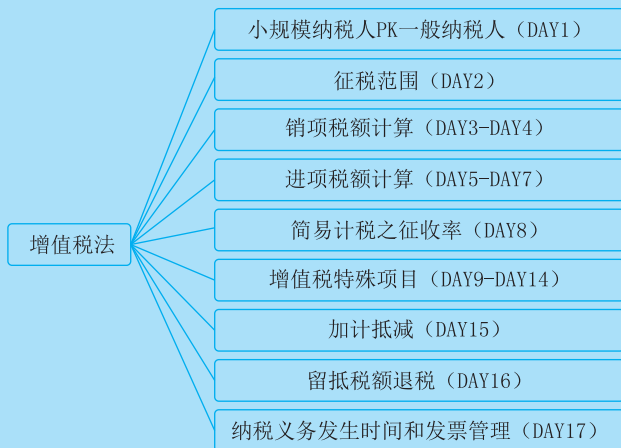 小规模纳税人PK一般纳税人（DAY1）
征税范围（DAY2）
销项税额计算（DAY3-DAY4）
进项税额计算（DAY5-DAY7）
增值税法
简易计税之征收率（DAY8）
增值税特殊项目（DAY9-DAY14）
加计抵减（DAY15）
留抵税额退税（DAY16）
纳税义务发生时间和发票管理（DAY17）